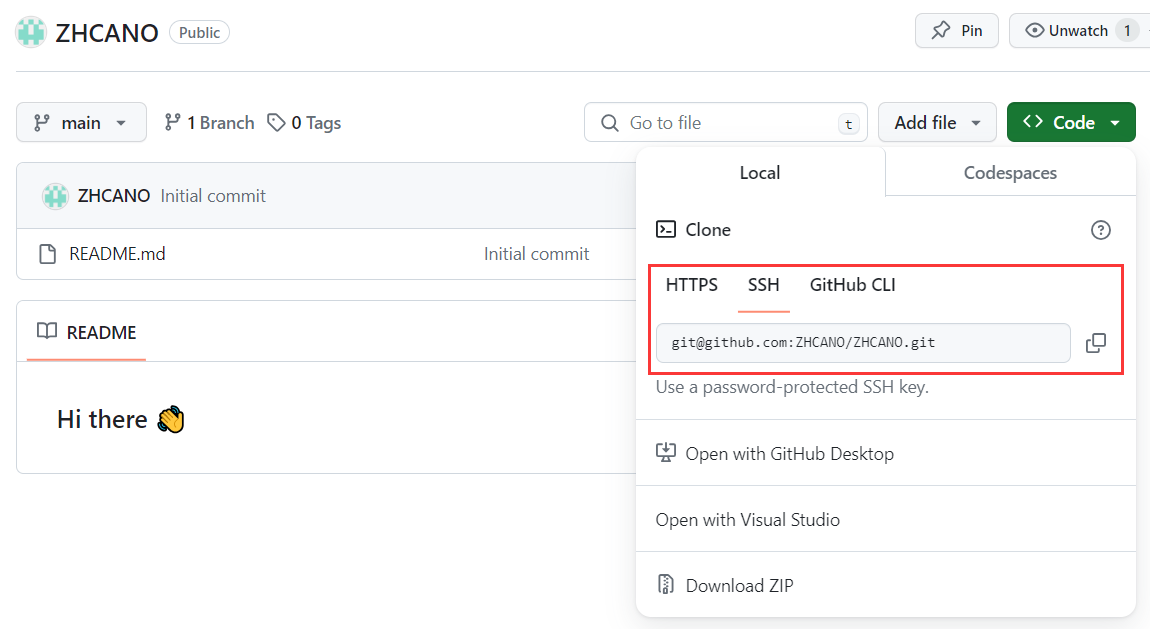 ZHCANO Public Pin Unwatch 1
main 1 Branch 0 Tags Go to file t Add file Code
ZHCANO Initial commit
README.md Initial commit
README
Hi there 👋
Local Codespaces
Clone
HTTPS SSH GitHub CLI
git@github.com:ZHCANO/ZHCANO.git
Use a password-protected SSH key.
Open with GitHub Desktop
Open with Visual Studio
Download ZIP